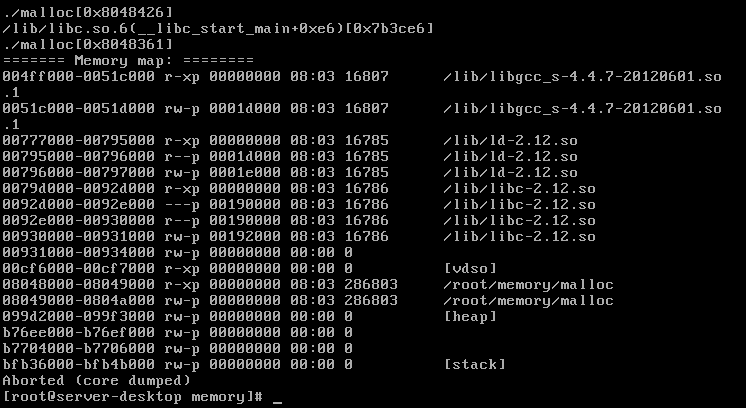 ./malloc[0x8048426]
/lib/libc.so.6(__libc_start_main+0xe6)[0x7b3ce6]
./malloc[0x8048361]
======= Memory map: ========
004ff000-0051c000 r-xp 00000000 08:03 16807      /lib/libgcc_s-4.4.7-20120601.so
.1
0051c000-0051d000 rw-p 0001d000 08:03 16807      /lib/libgcc_s-4.4.7-20120601.so
.1
00777000-00795000 r-xp 00000000 08:03 16785      /lib/ld-2.12.so
00795000-00796000 r--p 0001d000 08:03 16785      /lib/ld-2.12.so
00796000-00797000 rw-p 0001e000 08:03 16785      /lib/ld-2.12.so
0079d000-0092d000 r-xp 00000000 08:03 16786      /lib/libc-2.12.so
0092d000-0092e000 ---p 00190000 08:03 16786      /lib/libc-2.12.so
0092e000-00930000 r--p 00190000 08:03 16786      /lib/libc-2.12.so
00930000-00931000 rw-p 00192000 08:03 16786      /lib/libc-2.12.so
00931000-00934000 rw-p 00000000 00:00 0
00cf6000-00cf7000 r-xp 00000000 00:00 0          [vdso]
08048000-08049000 r-xp 00000000 08:03 286803     /root/memory/malloc
08049000-0804a000 rw-p 00000000 08:03 286803     /root/memory/malloc
099d2000-099f3000 rw-p 00000000 00:00 0          [heap]
b76ee000-b76ef000 rw-p 00000000 00:00 0
b7704000-b7706000 rw-p 00000000 00:00 0
bfb36000-bfb4b000 rw-p 00000000 00:00 0          [stack]
Aborted (core dumped)
[root@server-desktop memory]# _